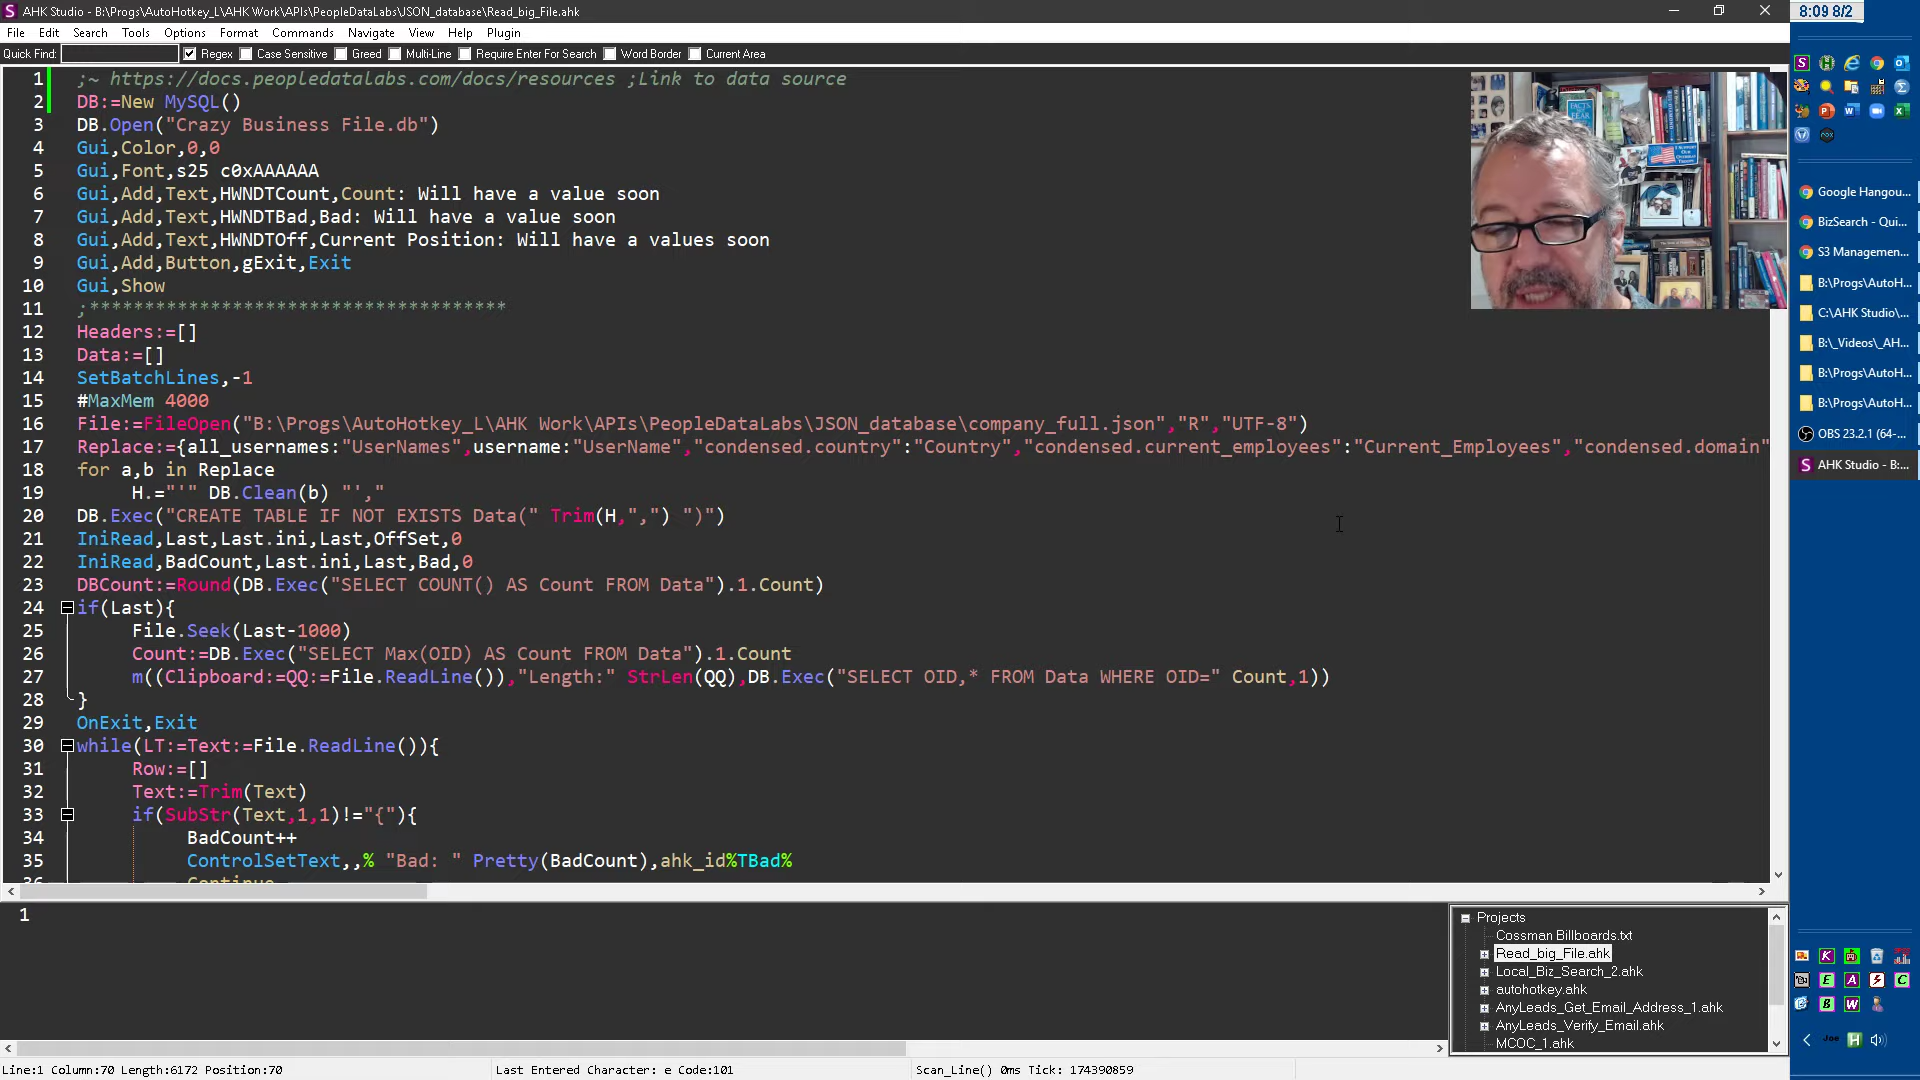 AHK Studio - B:\Progs\AutoHotkey_L\AHK Work\APIs\PeopleDataLabs\JSON_database\Read_big_File.ahk
8:09 8/2
File Edit Search Tools Options Format Commands Navigate View Help Plugin
Quick Find: Regex Case Sensitive Greed Multi-Line Require Enter For Search Word Border Current Area
1 ;~ https://docs.peopledatalabs.com/docs/resources ;Link to data source
2 DB:=New MySQL()
3 DB.Open("Crazy Business File.db")
4 Gui,Color,0,0
5 Gui,Font,s25 c0xAAAAAA
6 Gui,Add,Text,HWNDTCount,Count: Will have a value soon
7 Gui,Add,Text,HWNDTBad,Bad: Will have a value soon
8 Gui,Add,Text,HWNDTOff,Current Position: Will have a values soon
9 Gui,Add,Button,gExit,Exit
10 Gui,Show
11 ;**************************************
12 Headers:=[]
13 Data:=[]
14 SetBatchLines,-1
15 #MaxMem 4000
16 File:=FileOpen("B:\Progs\AutoHotkey_L\AHK Work\APIs\PeopleDataLabs\JSON_database\company_full.json","R","UTF-8")
17 Replace:={all_usernames:"UserNames",username:"UserName","condensed.country":"Country","condensed.current_employees":"Current_Employees","condensed.domain"
18 for a,b in Replace
19 H.="'" DB.Clean(b) "',"
20 DB.Exec("CREATE TABLE IF NOT EXISTS Data(" Trim(H,",") ")")
21 IniRead,Last,Last.ini,Last,OffSet,0
22 IniRead,BadCount,Last.ini,Last,Bad,0
23 DBCount:=Round(DB.Exec("SELECT COUNT() AS Count FROM Data").1.Count)
24 if(Last){
25 File.Seek(Last-1000)
26 Count:=DB.Exec("SELECT Max(OID) AS Count FROM Data").1.Count
27 m((Clipboard:=QQ:=File.ReadLine()),"Length:" StrLen(QQ),DB.Exec("SELECT OID,* FROM Data WHERE OID=" Count,1))
28 }
29 OnExit,Exit
30 while(LT:=Text:=File.ReadLine()){
31 Row:=[]
32 Text:=Trim(Text)
33 if(SubStr(Text,1,1)!="{"){
34 BadCount++
35 ControlSetText,,% "Bad: " Pretty(BadCount),ahk_id%TBad%
36 Continue
FACTS
FEAR
Google Hangou...
BizSearch - Qui...
S3 Managemen...
B:\Progs\AutoH...
C:\AHK Studio\...
B:\_Videos\_AH...
B:\Progs\AutoH...
B:\Progs\AutoH...
OBS 23.2.1 (64-...
AHK Studio - B:...
1
Projects
Cossman Billboards.txt
Read_big_File.ahk
Local_Biz_Search_2.ahk
autohotkey.ahk
AnyLeads_Get_Email_Address_1.ahk
AnyLeads_Verify_Email.ahk
MCOC_1.ahk
Joe
Line:1 Column:70 Length:6172 Position:70
Last Entered Character: e Code:101
Scan_Line() 0ms Tick: 174390859